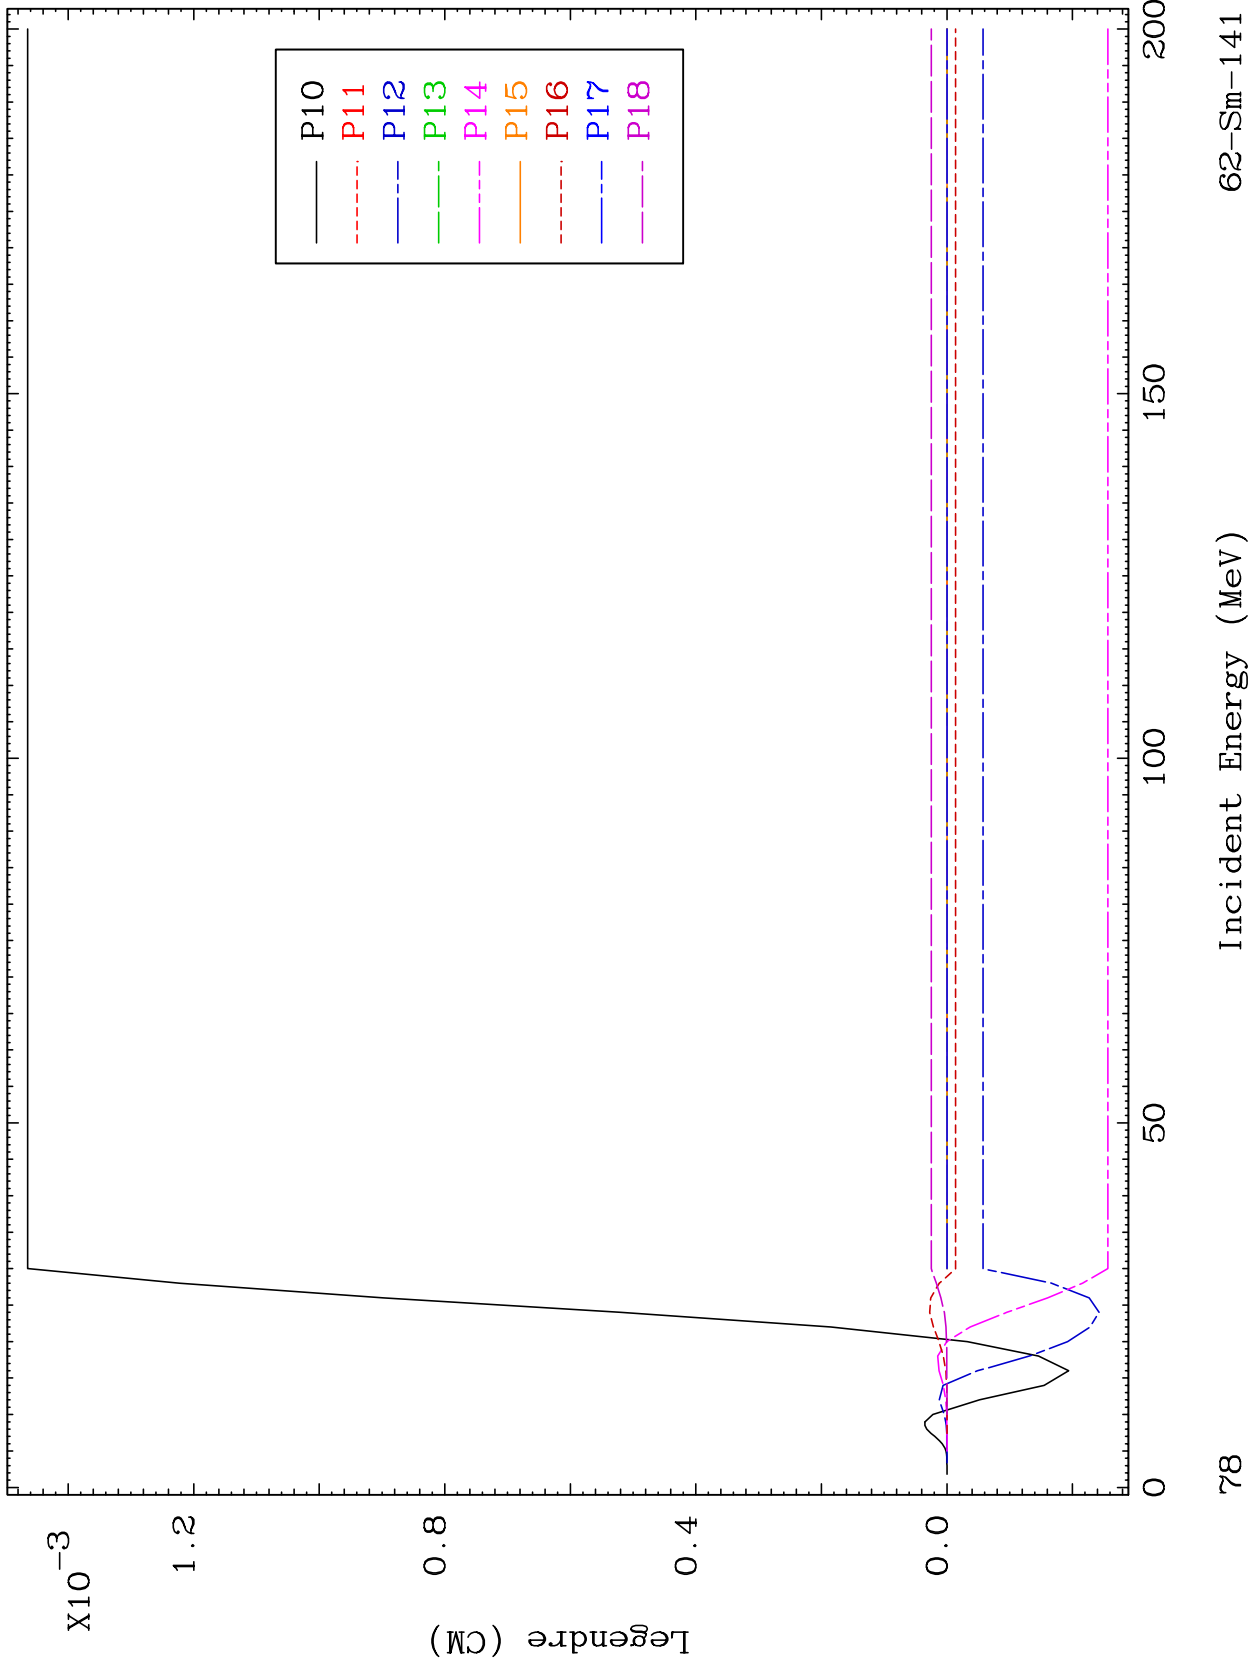 X10-3
1.2
0.8
0.4
0.0
Legendre (CM)
P10
P11
P12
P13
P14
P15
P16
P17
P18
0
50
100
150
200
Incident Energy (MeV)
78
62-Sm-141